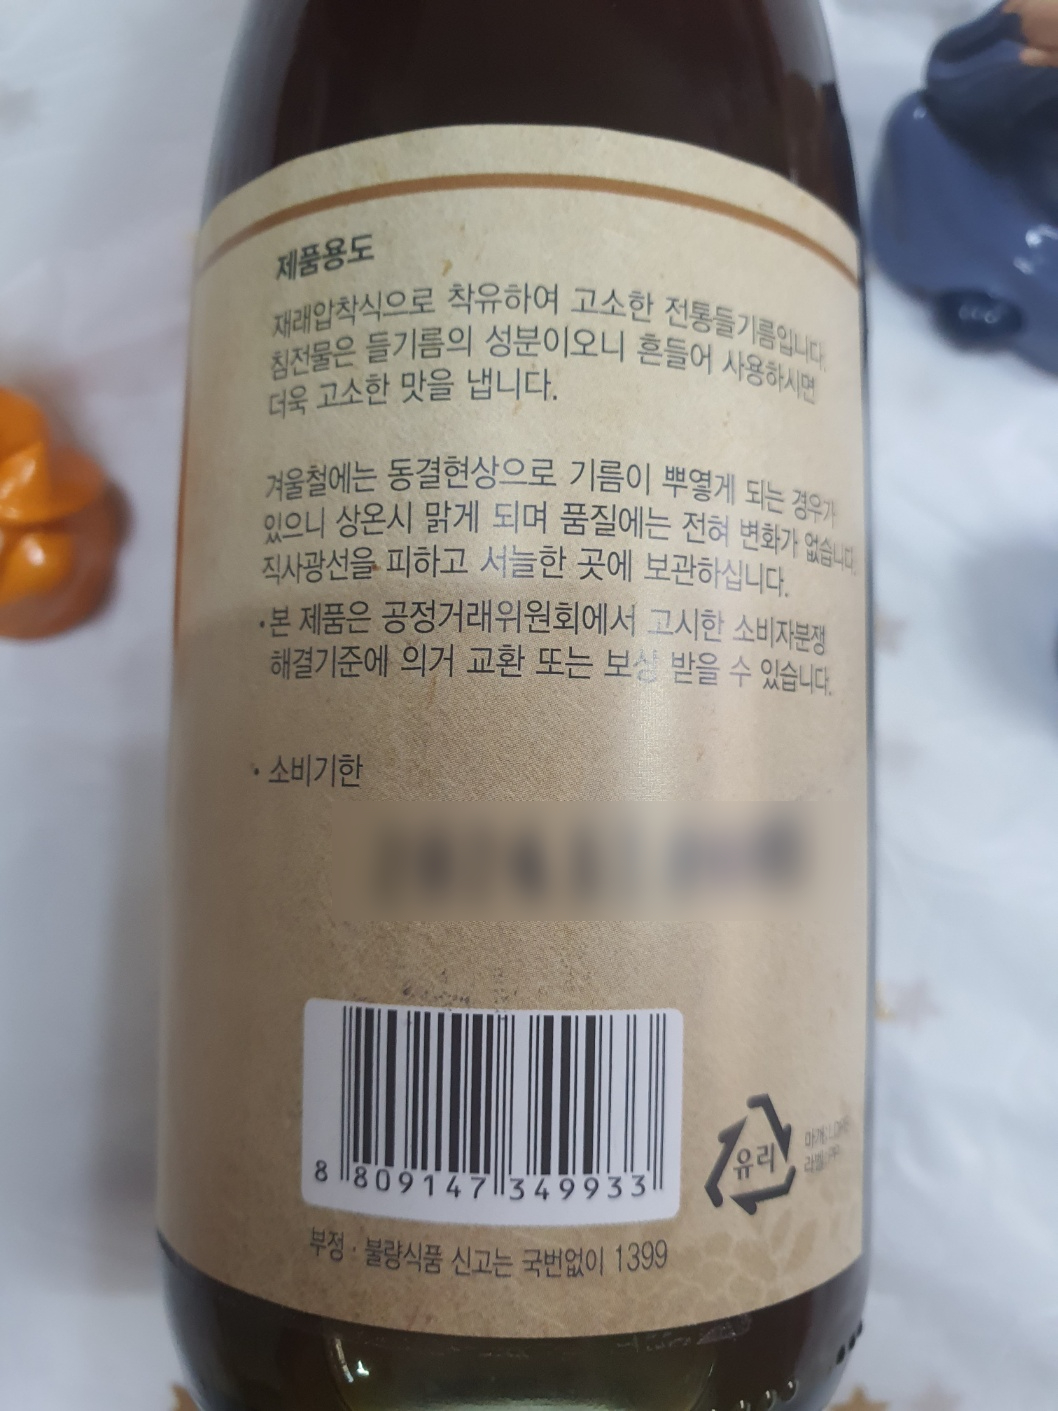 제품용도
재래압착식으로 착유하여 고소한 전통들기름입니다.
침전물은 들기름의 성분이오니 흔들어 사용하시면
더욱 고소한 맛을 냅니다.
겨울철에는 동결현상으로 기름이 뿌옇게 되는 경우가
있으니 상온시 맑게 되며 품질에는 전혀 변화가 없습니다.
직사광선을 피하고 서늘한 곳에 보관하십니다.
·본 제품은 공정거래위원회에서 고시한 소비자분쟁
해결기준에 의거 교환 또는 보상 받을 수 있습니다.
· 소비기한
8 809147 349933
유리
부정·불량식품 신고는 국번없이 1399